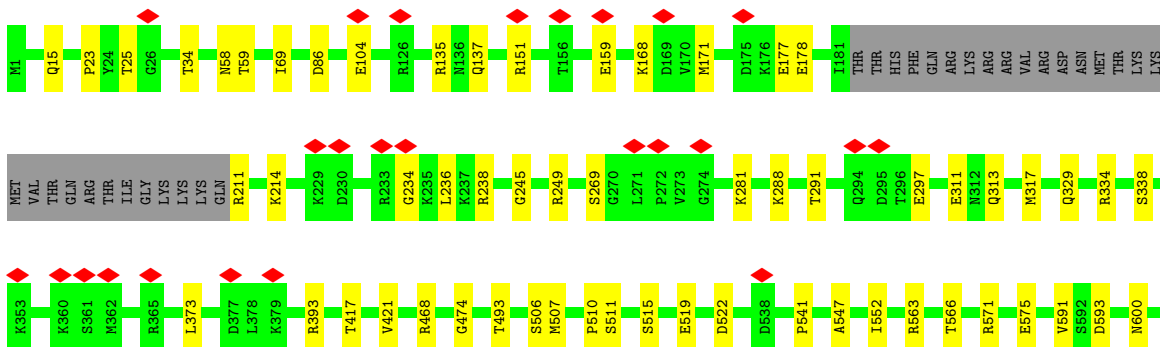 M1 Q15 P23 Y24 T25 G26 T34 N58 T59 I69 D86 E104 R126 R135 N136 Q137 R151 T156 E159 K168 D169 V170 M171 D175 K176 E177 E178 I181 THR THR HIS PHE GLN ARG LYS ARG ARG VAL ARG ASP ASN MET THR LYS LYS
MET VAL THR GLN ARG THR ILE GLY LYS LYS LYS GLN R211 K214 K229 D230 R233 G234 K235 L236 K237 R238 G245 R249 S269 G270 L271 P272 V273 G274 K281 K288 T291 Q294 D295 T296 E297 E311 N312 Q313 M317 Q329 R334 S338
K353 K360 S361 M362 R365 L373 D377 L378 K379 R393 T417 V421 R468 G474 T493 S506 M507 P510 S511 S515 E519 D522 D538 P541 A547 I552 R563 T566 R571 E575 V591 S592 D593 N600